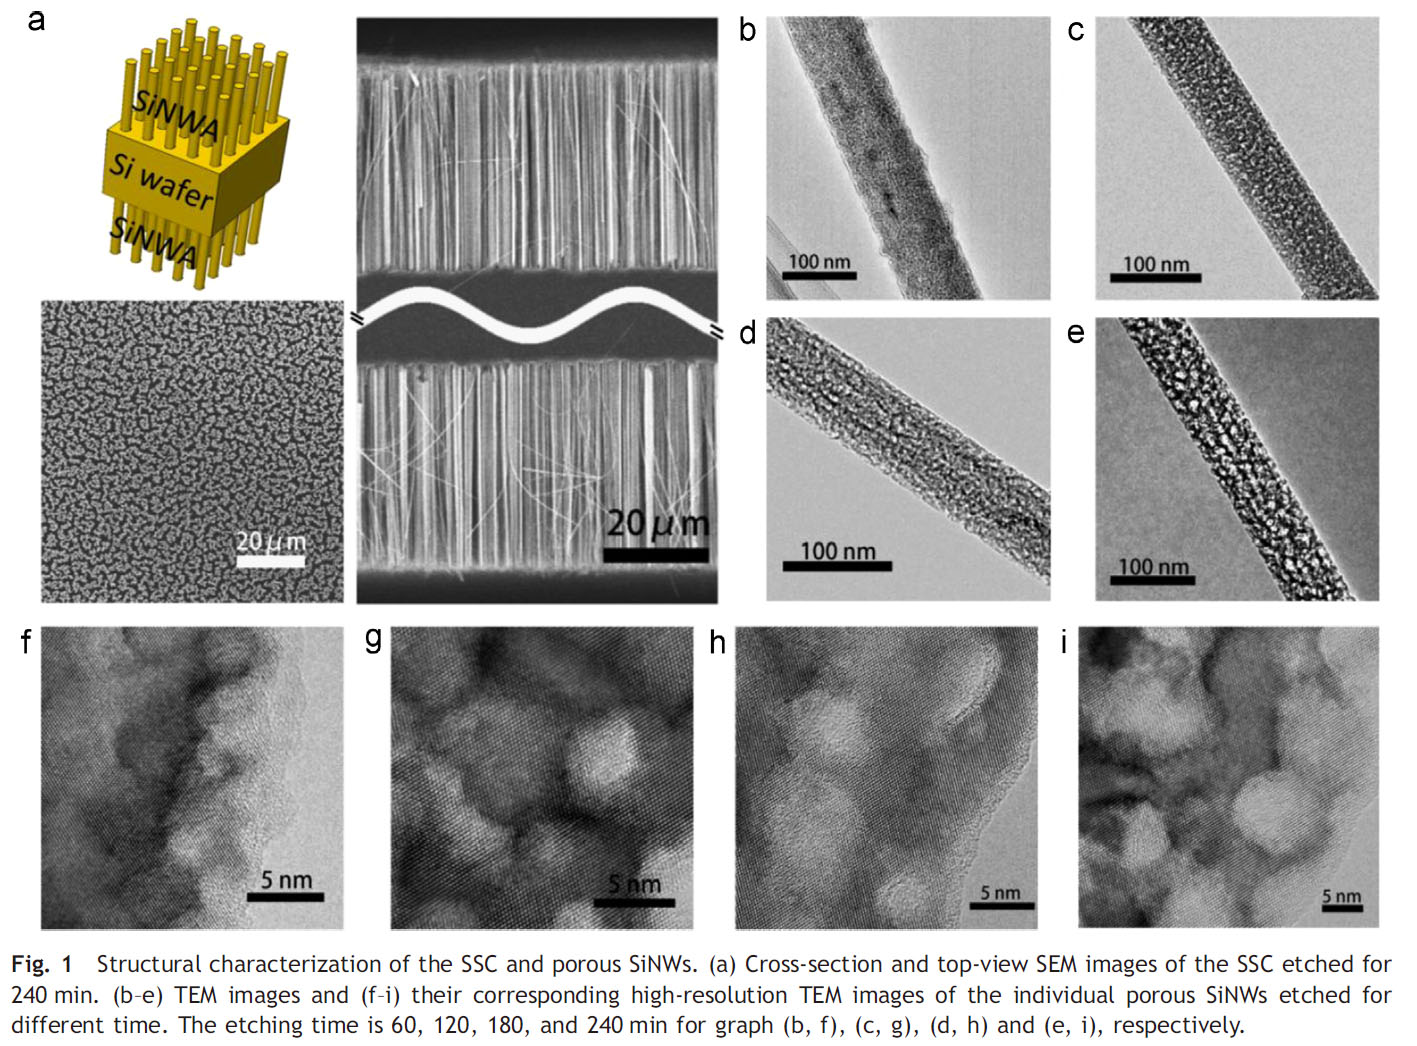 a
SiNWA
Si wafer
SiNWA
20 μm
20 μm
b
100 nm
c
100 nm
d
100 nm
e
100 nm
f
5 nm
g
5 nm
h
5 nm
i
5 nm
Fig. 1 Structural characterization of the SSC and porous SiNWs. (a) Cross-section and top-view SEM images of the SSC etched for
240 min. (b–e) TEM images and (f–i) their corresponding high-resolution TEM images of the individual porous SiNWs etched for
different time. The etching time is 60, 120, 180, and 240 min for graph (b, f), (c, g), (d, h) and (e, i), respectively.